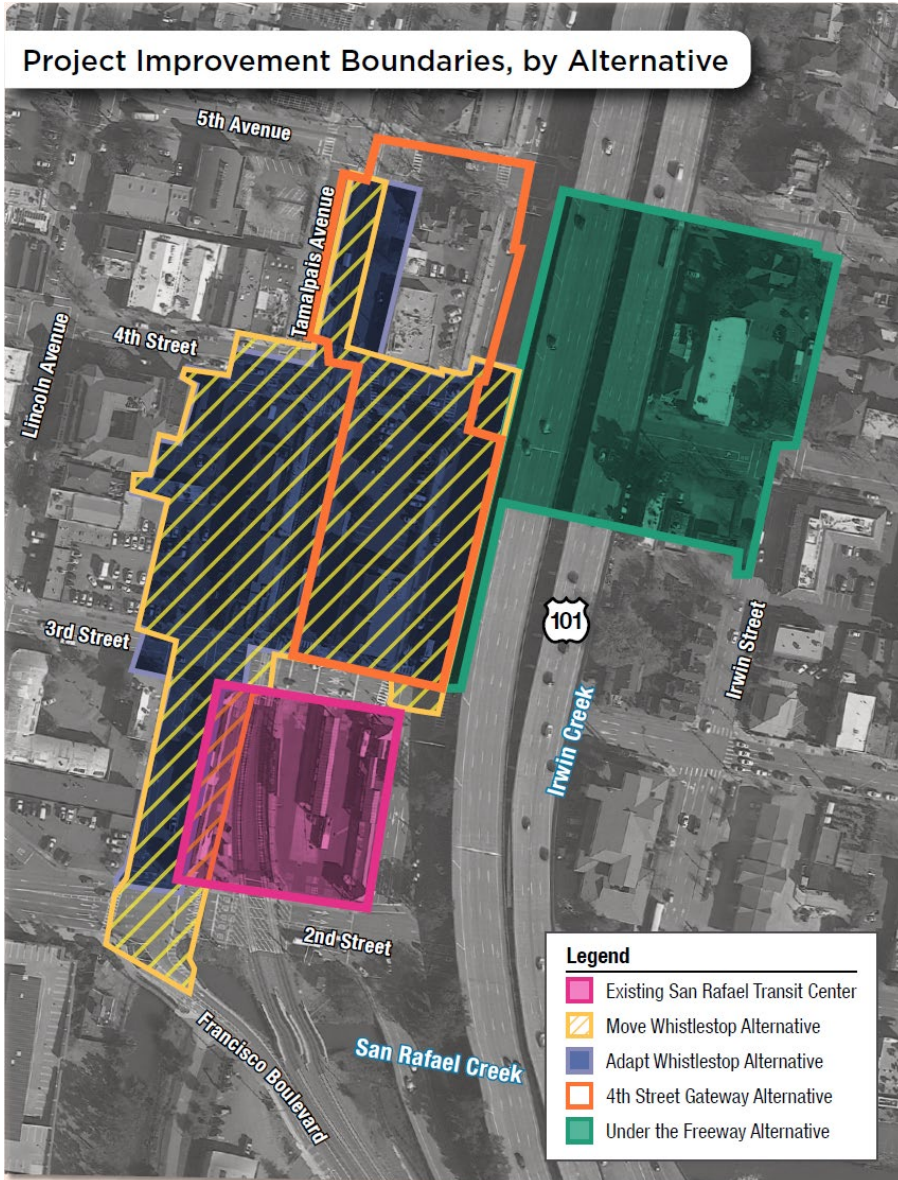 Project Improvement Boundaries, by Alternative
5th Avenue
Tamalpais Avenue
4th Street
Lincoln Avenue
3rd Street
101
Irwin Street
Irwin Creek
2nd Street
Francisco Boulevard
San Rafael Creek
Legend
Existing San Rafael Transit Center
Move Whistlestop Alternative
Adapt Whistlestop Alternative
4th Street Gateway Alternative
Under the Freeway Alternative